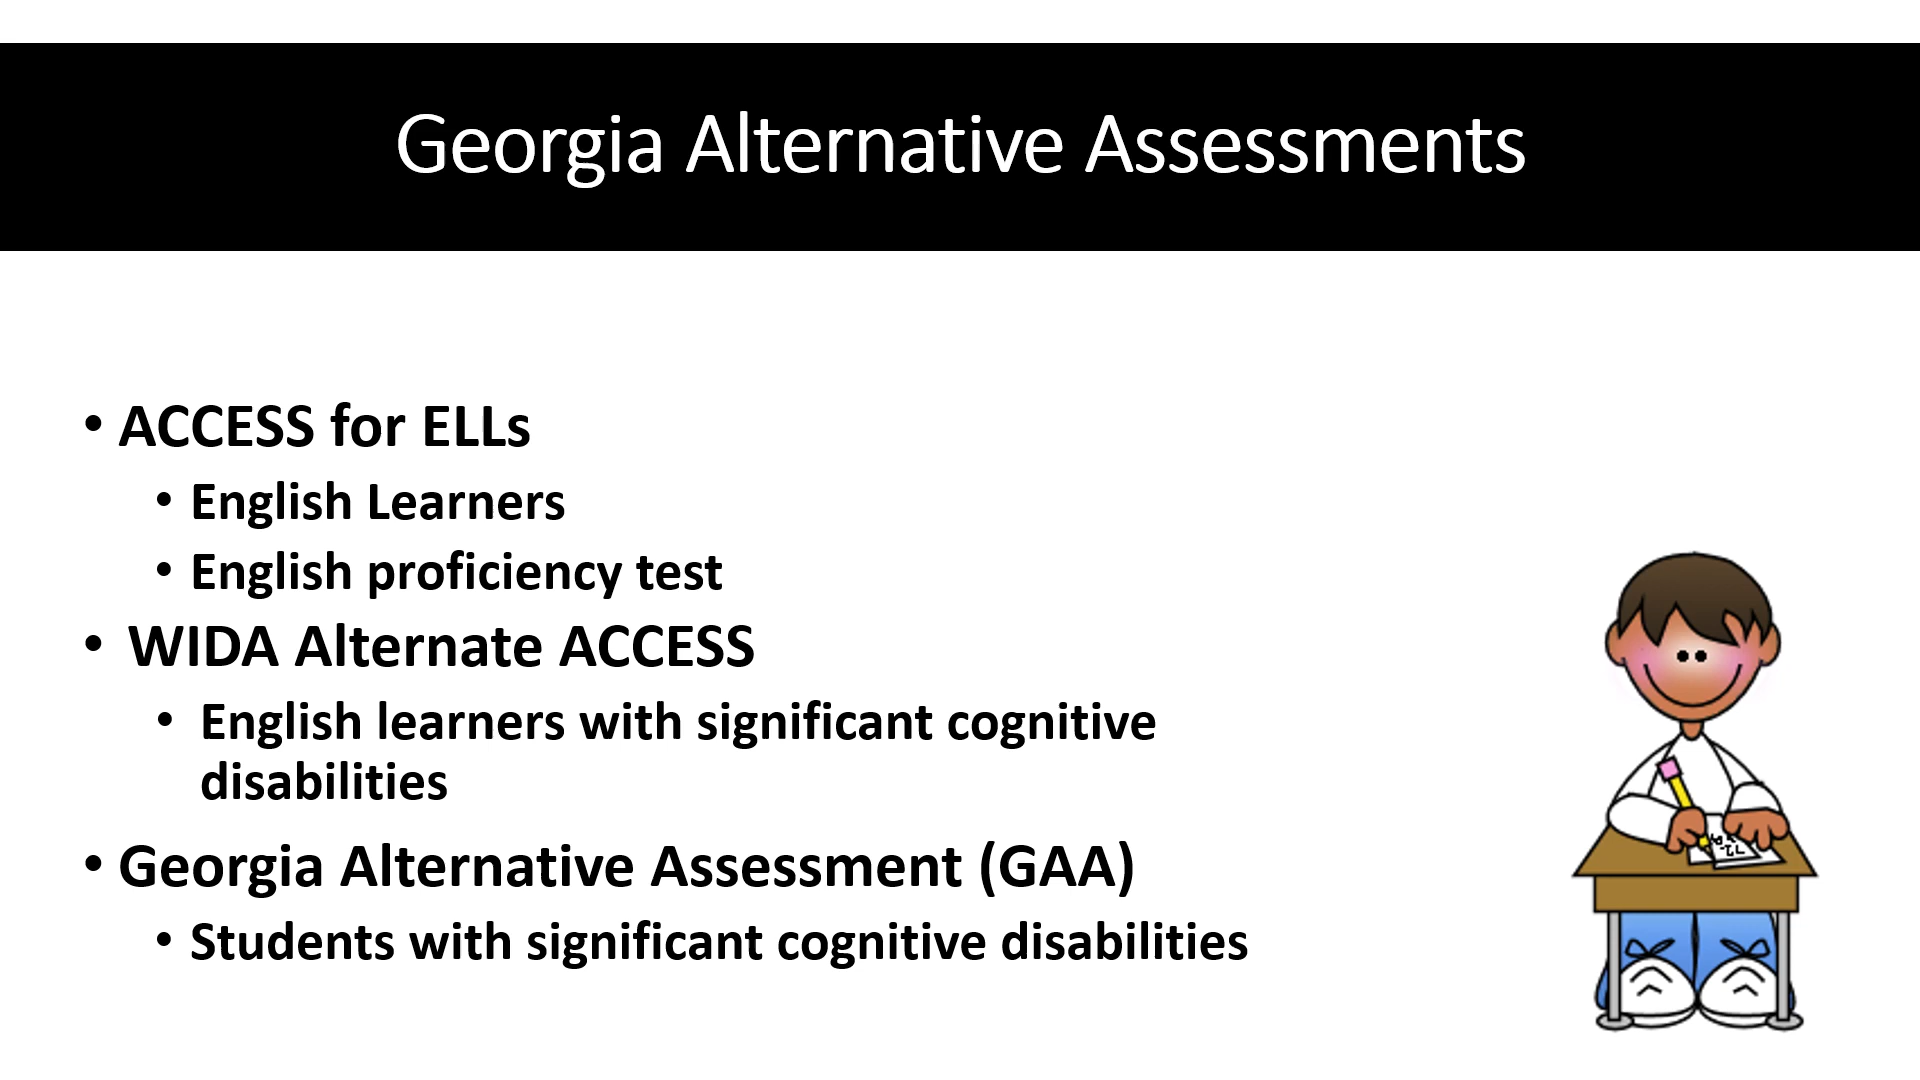 Georgia Alternative Assessments
• ACCESS for ELLs
• English Learners
• English proficiency test
• WIDA Alternate ACCESS
• English learners with significant cognitive
disabilities
• Georgia Alternative Assessment (GAA)
• Students with significant cognitive disabilities